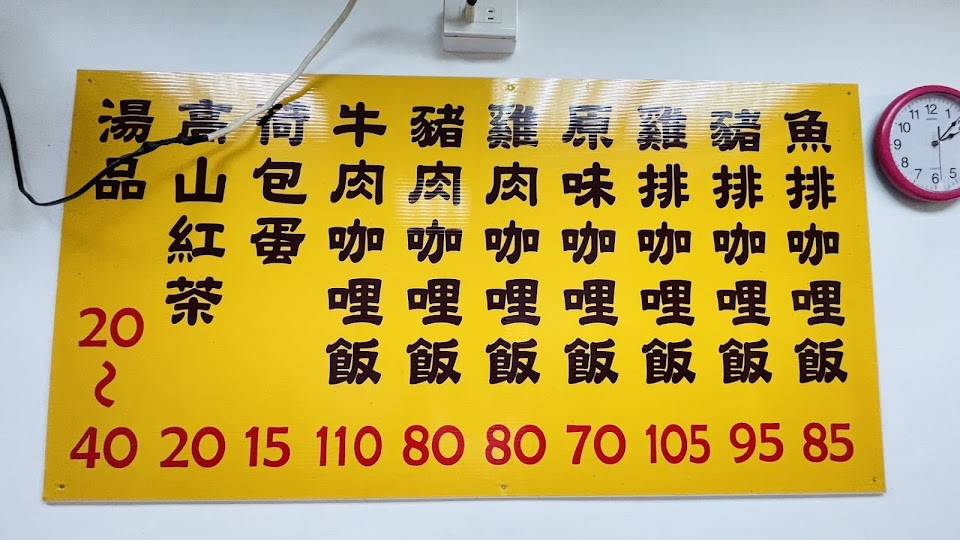 魚排咖哩飯 85
豬排咖哩飯 95
雞排咖哩飯 105
原味咖哩飯 70
雞肉咖哩飯 80
豬肉咖哩飯 80
牛肉咖哩飯 110
荷包蛋 15
高山紅茶 20
湯品 20~40